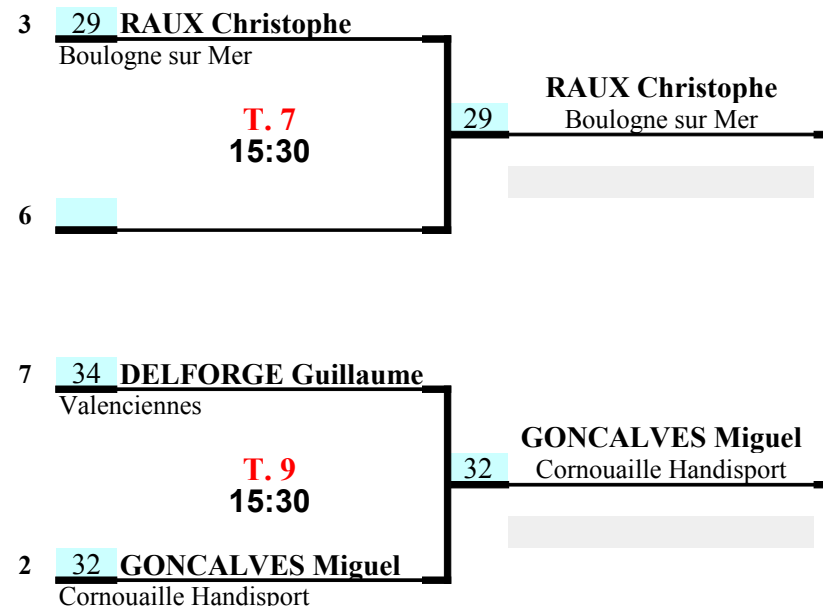 3 29 RAUX Christophe
Boulogne sur Mer
RAUX Christophe
T. 7 29 Boulogne sur Mer
15:30
6
7 34 DELFORGE Guillaume
Valenciennes
GONCALVES Miguel
T. 9 32 Cornouaille Handisport
15:30
2 32 GONCALVES Miguel
Cornouaille Handisport